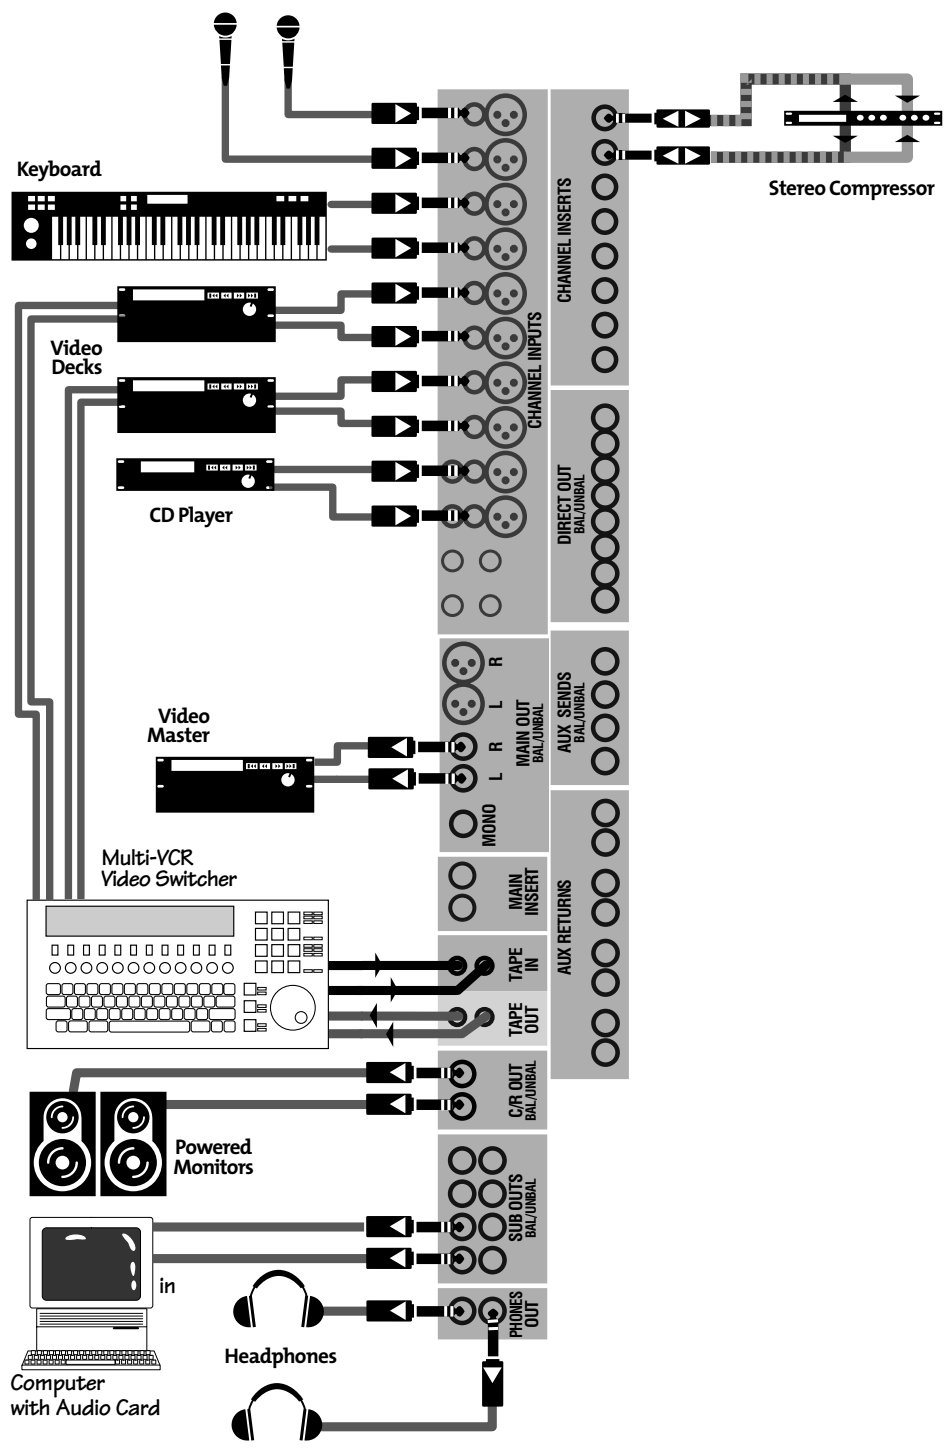 Keyboard
Stereo Compressor
CHANNEL INSERTS
CHANNEL INPUTS
Video
Decks
CD Player
DIRECT OUT
BAL/UNBAL
R
L
R
L
MONO
MAIN OUT
BAL/UNBAL
AUX SENDS
BAL/UNBAL
Video
Master
Multi-VCR
Video Switcher
MAIN
INSERT
AUX RETURNS
TAPE
IN
TAPE
OUT
C/R OUT
BAL/UNBAL
Powered
Monitors
SUB OUTS
BAL/UNBAL
in
PHONES
OUT
Headphones
Computer
with Audio Card